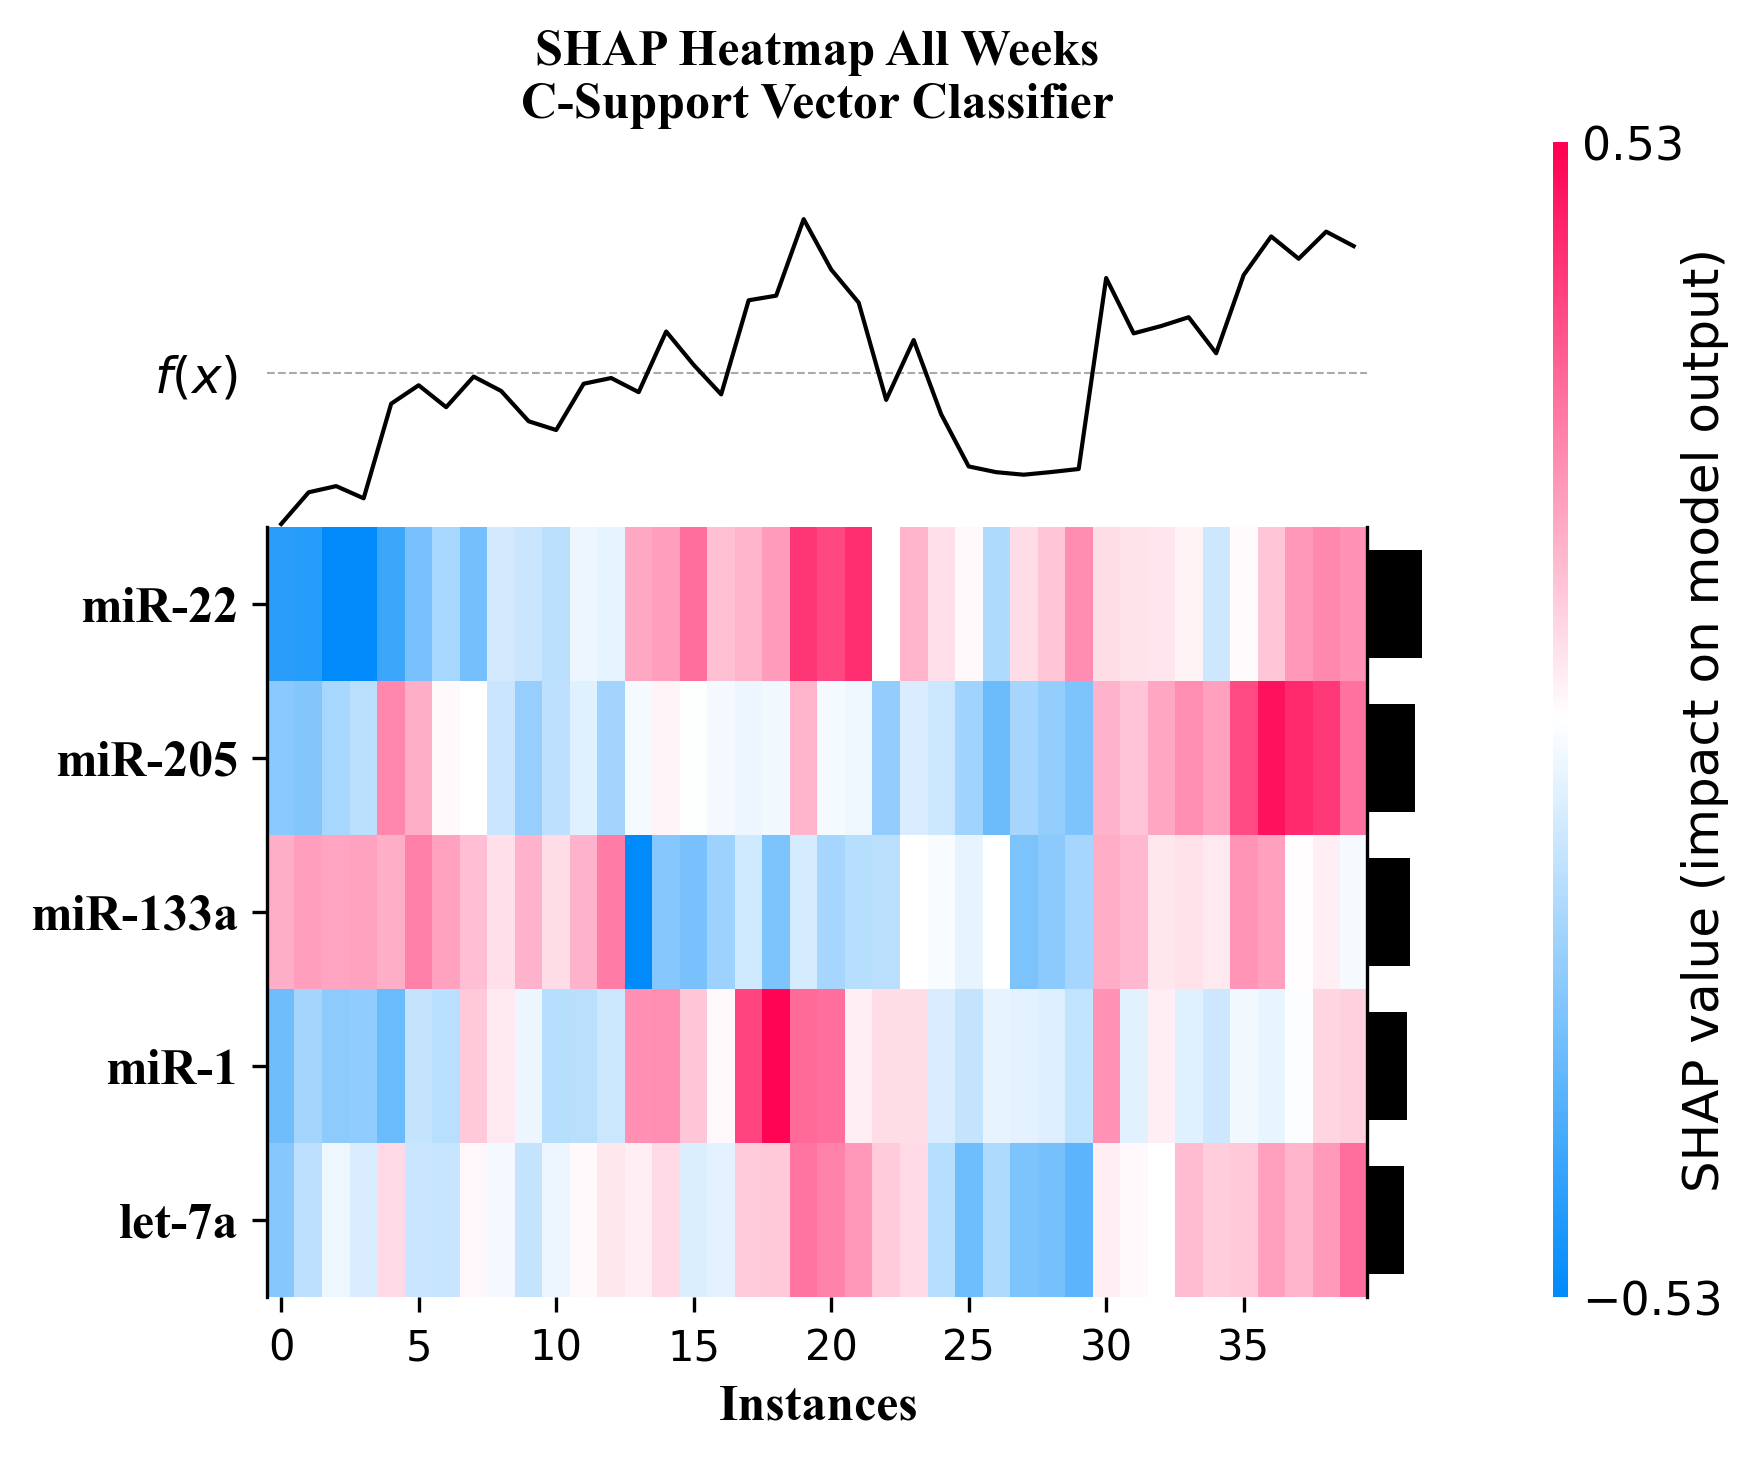 SHAP Heatmap All Weeks
C-Support Vector Classifier
f(x)
miR-22
miR-205
miR-133a
miR-1
let-7a
0 5 10 15 20 25 30 35
Instances
0.53
−0.53
SHAP value (impact on model output)